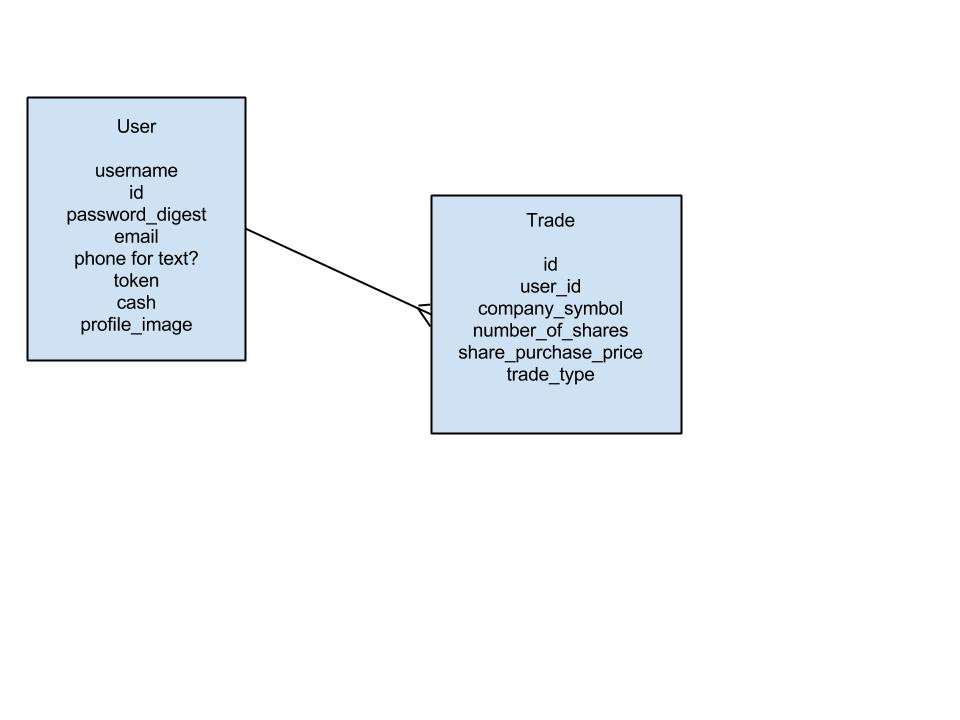 User
username
id
password_digest
email
phone for text?
token
cash
profile_image
Trade
id
user_id
company_symbol
number_of_shares
share_purchase_price
trade_type